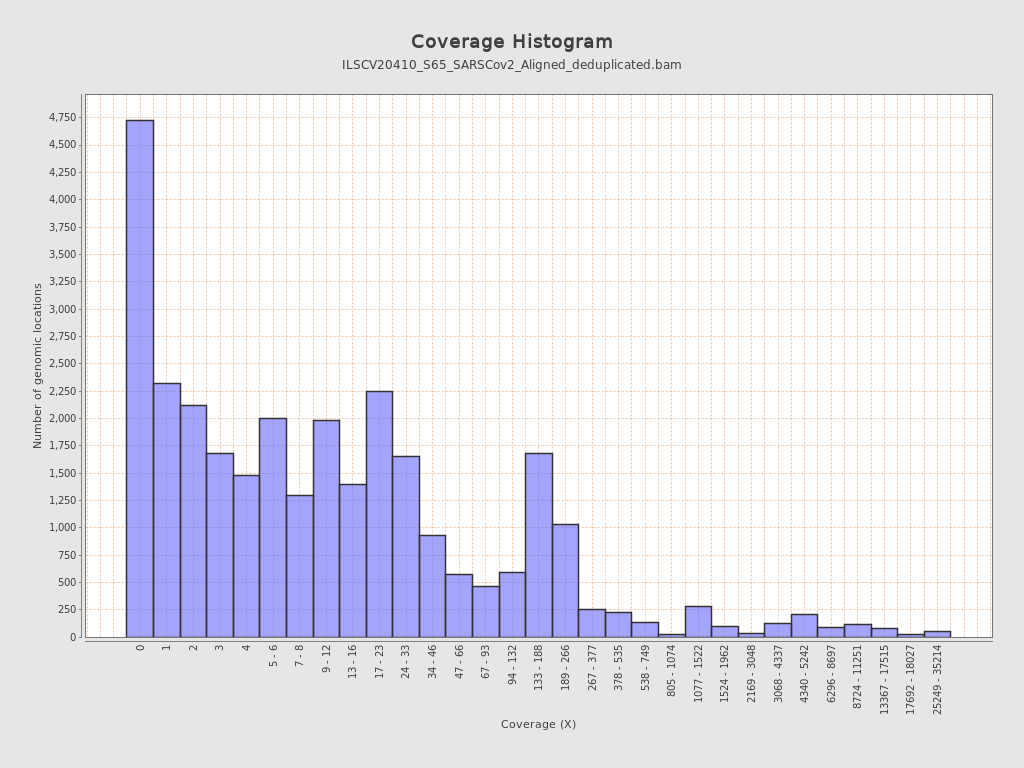 Coverage Histogram
ILSCV20410_S65_SARSCov2_Aligned_deduplicated.bam
Number of genomic locations
4,750
4,500
4,250
4,000
3,750
3,500
3,250
3,000
2,750
2,500
2,250
2,000
1,750
1,500
1,250
1,000
750
500
250
0
0
1
2
3
4
5 - 6
7 - 8
9 - 12
13 - 16
17 - 23
24 - 33
34 - 46
47 - 66
67 - 93
94 - 132
133 - 188
189 - 266
267 - 377
378 - 535
538 - 749
805 - 1074
1077 - 1522
1524 - 1962
2169 - 3048
3068 - 4337
4340 - 5242
6296 - 8697
8724 - 11251
13367 - 17515
17692 - 18027
25249 - 35214
Coverage (X)